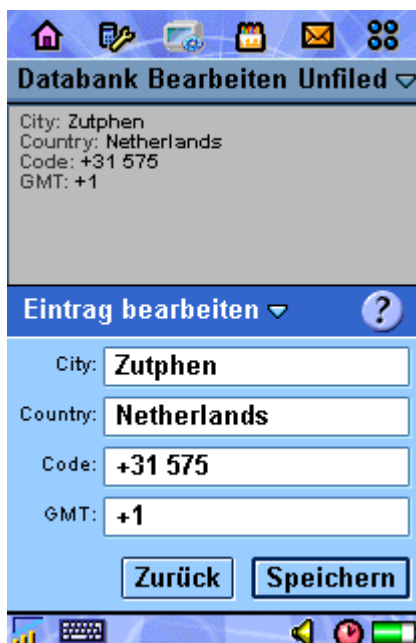 Databank Bearbeiten Unfiled
City: Zutphen
Country: Netherlands
Code: +31 575
GMT: +1
Eintrag bearbeiten ?
City: Zutphen
Country: Netherlands
Code: +31 575
GMT: +1
Zurück Speichern